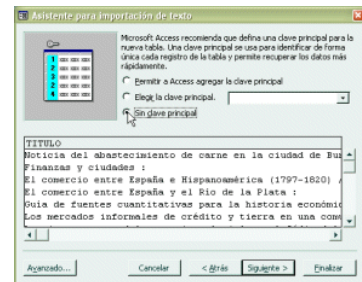 Asistente para importación de texto
Microsoft Access recomienda que defina una clave principal para la
nueva tabla. Una clave principal se usa para identificar de forma
única cada registro de la tabla y permite recuperar los datos más
rápidamente.
Permitir a Access agregar la clave principal
Elegir la clave principal.
Sin clave principal
1
2
3
4
TITULO
Noticia del abastecimiento de carne en la ciudad de Bu
Finanzas y ciudades :
El comercio entre España e Hispanoamérica (1797-1820) /
El comercio entre España y el Río de la Plata :
Guía de fuentes cuantitativas para la historia económic
Los mercados informales de crédito y tierra en una com
Avanzado...
Cancelar
< Atrás
Siguiente >
Finalizar